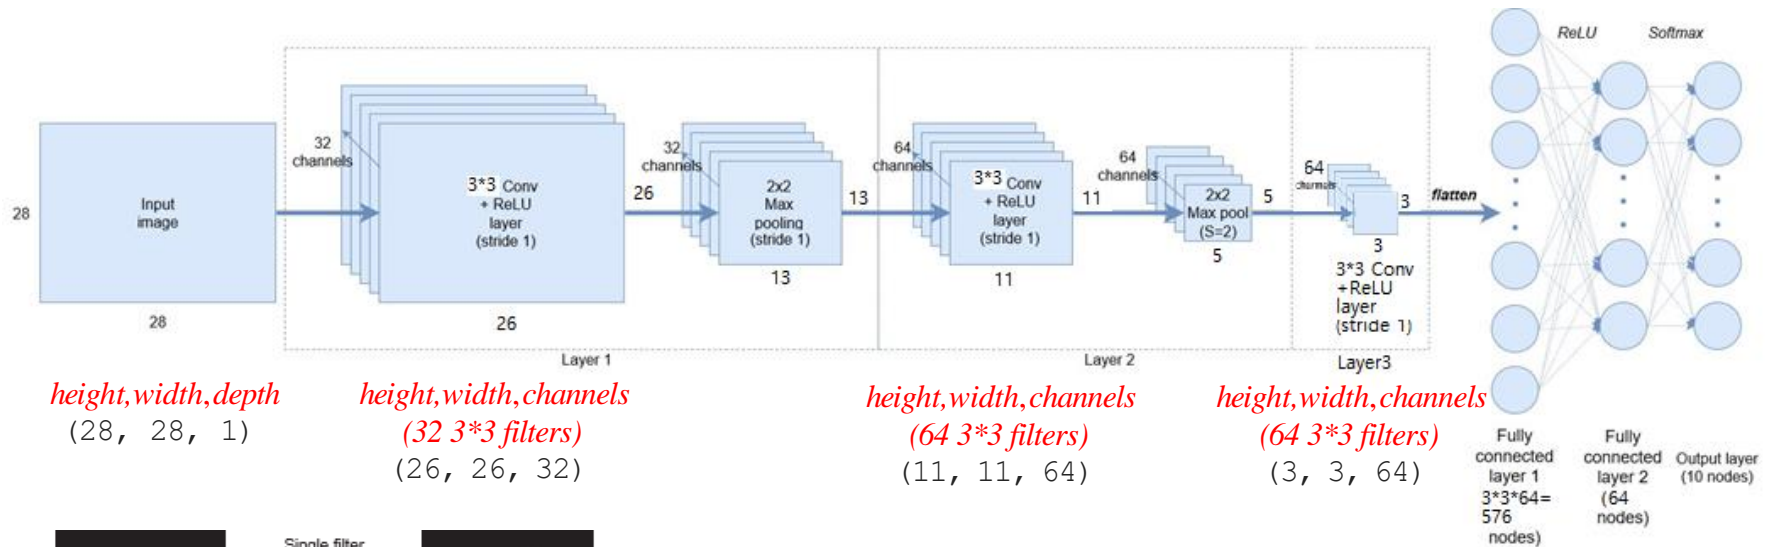 28
Input
image
28
32
channels
3*3 Conv
+ ReLU
layer
(stride 1)
26
26
32
channels
2x2
Max
pooling
(stride 1)
13
13
Layer 1
64
channels
3*3 Conv
+ ReLU
layer
(stride 1)
11
11
64
channels
2x2
Max pool
(S=2)
5
5
Layer 2
64
channels
3
3
3*3 Conv
+ReLU
layer
(stride 1)
Layer3
flatten
ReLU
Softmax
height,width,depth
(28, 28, 1)
height,width,channels
(32 3*3 filters)
(26, 26, 32)
height,width,channels
(64 3*3 filters)
(11, 11, 64)
height,width,channels
(64 3*3 filters)
(3, 3, 64)
Fully
connected
layer 1
3*3*64=
576
nodes)
Fully
connected
layer 2
(64
nodes)
Output layer
(10 nodes)
Single filter